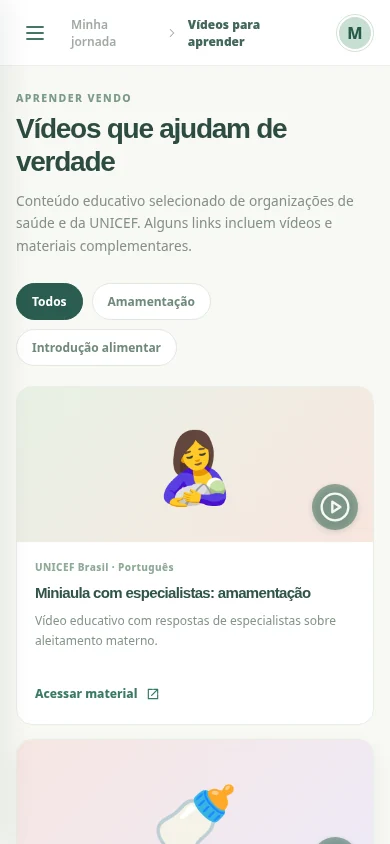 Minha
jornada
Vídeos para
aprender
M
APRENDER VENDO
Vídeos que ajudam de
verdade
Conteúdo educativo selecionado de organizações de
saúde e da UNICEF. Alguns links incluem vídeos e
materiais complementares.
Todos
Amamentação
Introdução alimentar
UNICEF Brasil · Português
Miniaula com especialistas: amamentação
Vídeo educativo com respostas de especialistas sobre
aleitamento materno.
Acessar material